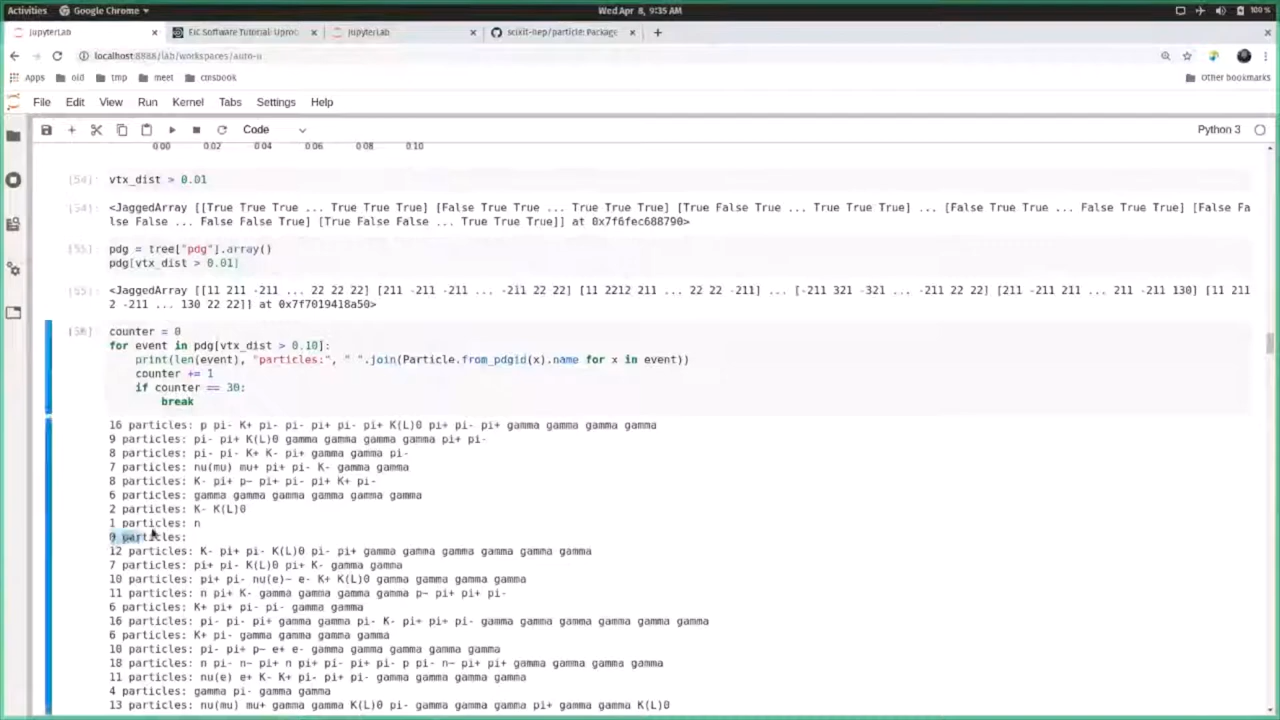 Activities Google Chrome Wed Apr 8, 9:35 AM 100 %
JupyterLab EIC Software Tutorial: Uproo JupyterLab scikit-hep/particle: Package
localhost:8888/lab/workspaces/auto-u
Apps old tmp meet cmsbook Other bookmarks
File Edit View Run Kernel Tabs Settings Help
Code Python 3
0.00 0.02 0.04 0.06 0.08 0.10
[54]: vtx_dist > 0.01
[54]: <JaggedArray [[True True True ... True True True] [False True True ... True True True] [True False True ... True True True] ... [False True True ... False True True] [False Fa
lse False ... False False True] [True False False ... True True True]] at 0x7f6fec688790>
[55]: pdg = tree["pdg"].array()
pdg[vtx_dist > 0.01]
[55]: <JaggedArray [[11 211 -211 ... 22 22 22] [211 -211 -211 ... -211 22 22] [11 2212 211 ... 22 22 -211] ... [-211 321 -321 ... -211 22 22] [211 -211 211 ... 211 -211 130] [11 211
2 -211 ... 130 22 22]] at 0x7f7019418a50>
[58]: counter = 0
for event in pdg[vtx_dist > 0.10]:
print(len(event), "particles:", " ".join(Particle.from_pdgid(x).name for x in event))
counter += 1
if counter == 30:
break
16 particles: p pi- K+ pi- pi- pi+ pi- pi+ K(L)0 pi+ pi- pi+ gamma gamma gamma gamma
9 particles: pi- pi+ K(L)0 gamma gamma gamma gamma pi+ pi-
8 particles: pi- pi- K+ K- pi+ gamma gamma pi-
7 particles: nu(mu) mu+ pi+ pi- K- gamma gamma
8 particles: K- pi+ p~ pi+ pi- pi+ K+ pi-
6 particles: gamma gamma gamma gamma gamma gamma
2 particles: K- K(L)0
1 particles: n
0 particles:
12 particles: K- pi+ pi- K(L)0 pi- pi+ gamma gamma gamma gamma gamma gamma
7 particles: pi+ pi- K(L)0 pi+ K- gamma gamma
10 particles: pi+ pi- nu(e)~ e- K+ K(L)0 gamma gamma gamma gamma
11 particles: n pi+ K- gamma gamma gamma gamma p~ pi+ pi+ pi-
6 particles: K+ pi+ pi- pi- gamma gamma
16 particles: pi- pi- pi+ gamma gamma pi- K- pi+ pi+ pi- gamma gamma gamma gamma gamma gamma
6 particles: K+ pi- gamma gamma gamma gamma
10 particles: pi- pi+ p~ e+ e- gamma gamma gamma gamma gamma
18 particles: n pi- n~ pi+ n pi+ pi- pi+ pi- p pi- n~ pi+ pi+ gamma gamma gamma gamma
11 particles: nu(e) e+ K- K+ pi- pi+ pi- gamma gamma gamma gamma
4 particles: gamma pi- gamma gamma
13 particles: nu(mu) mu+ gamma gamma K(L)0 pi- gamma gamma gamma pi+ gamma gamma K(L)0